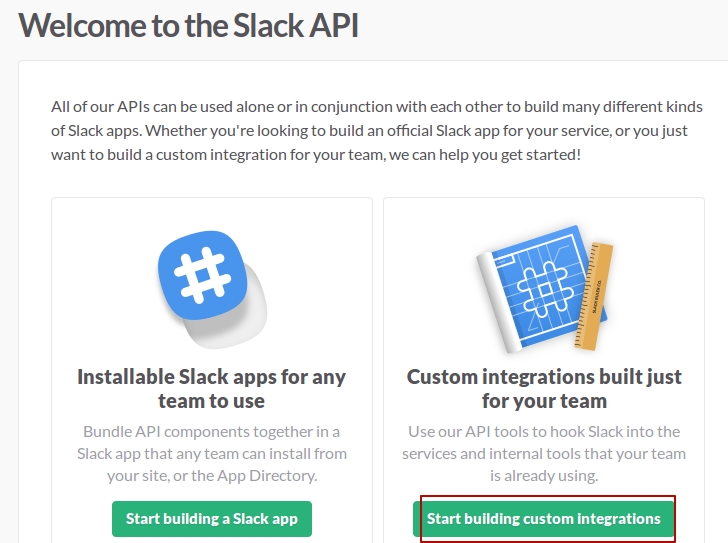 Welcome to the Slack API
All of our APIs can be used alone or in conjunction with each other to build many different kinds
of Slack apps. Whether you're looking to build an official Slack app for your service, or you just
want to build a custom integration for your team, we can help you get started!
Installable Slack apps for any
team to use
Bundle API components together in a
Slack app that any team can install from
your site, or the App Directory.
Start building a Slack app
Custom integrations built just
for your team
Use our API tools to hook Slack into the
services and internal tools that your team
is already using.
Start building custom integrations